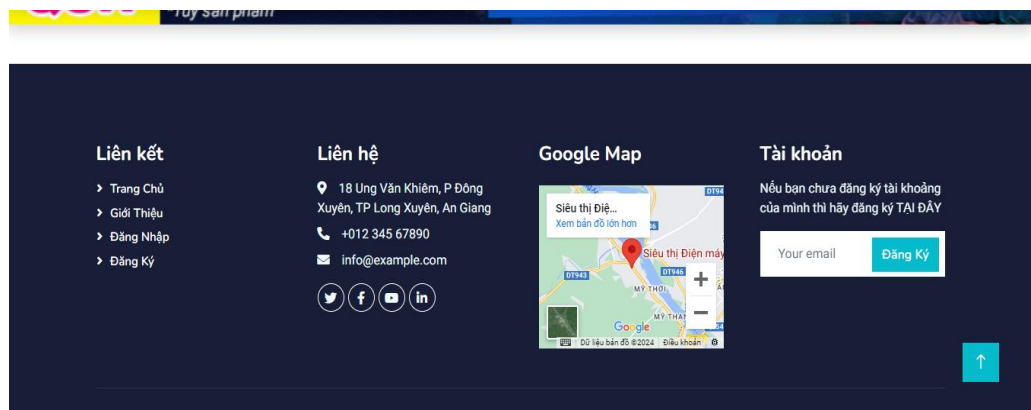 *Tùy sản phẩm
Liên kết
Trang Chủ
Giới Thiệu
Đăng Nhập
Đăng Ký
Liên hệ
18 Ung Văn Khiêm, P Đông
Xuyên, TP Long Xuyên, An Giang
+012 345 67890
info@example.com
Google Map
Siêu thị Điệ...
Xem bản đồ lớn hơn
DT94
Siêu thị Điện máy
DT943
DT946
MỸ THỚI
MỸ THẠ
Google
Dữ liệu bản đồ ©2024
Điều khoản
Tài khoản
Nếu bạn chưa đăng ký tài khoảng
của mình thì hãy đăng ký TẠI ĐÂY
Your email
Đăng Ký